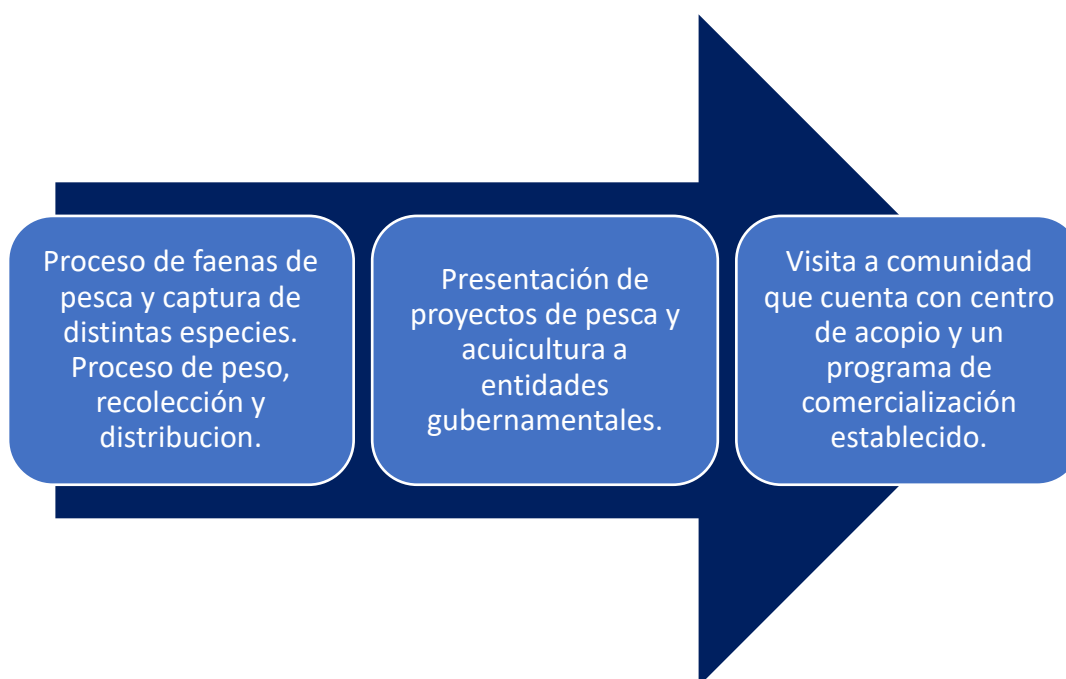 Proceso de faenas de
pesca y captura de
distintas especies.
Proceso de peso,
recolección y
distribucion.
Presentación de
proyectos de pesca y
acuicultura a
entidades
gubernamentales.
Visita a comunidad
que cuenta con centro
de acopio y un
programa de
comercialización
establecido.